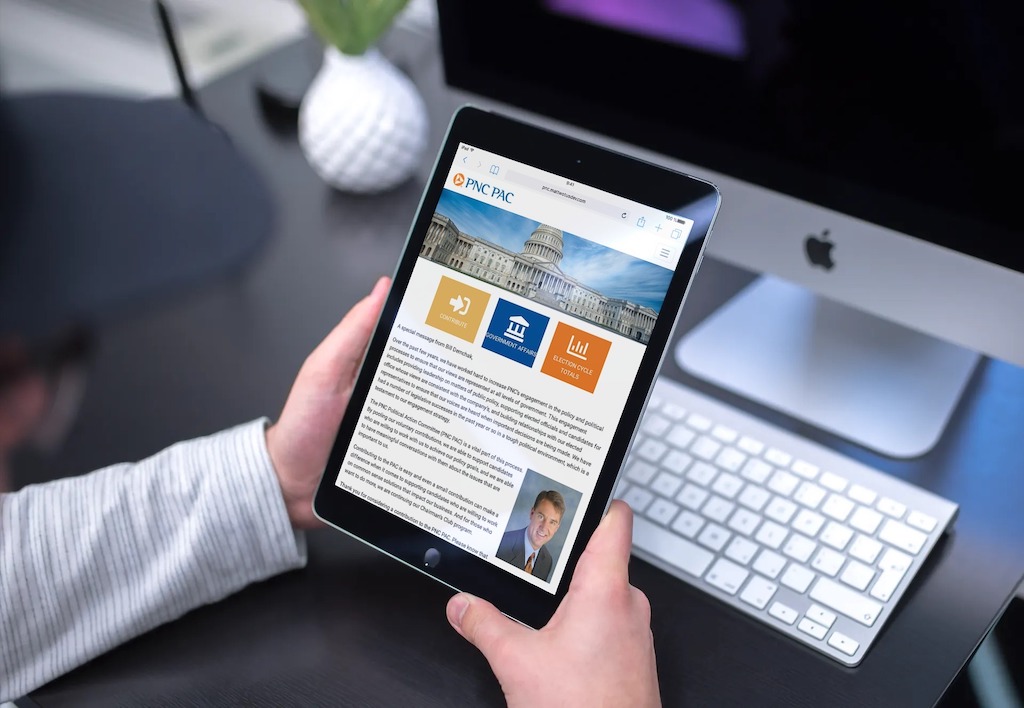 iPad
9:41
100 %
pnc.martwotuxdev.com
PNC PAC
CONTRIBUTE
GOVERNMENT AFFAIRS
ELECTION CYCLE
TOTALS
A special message from Bill Demchak,
Over the past few years, we have worked hard to increase PNC's engagement in the policy and political
processes to ensure that our views are represented at all levels of government. This engagement
includes providing leadership on matters of public policy, supporting elected officials and candidates for
office whose views are consistent with the company's, and building relationships with our elected
representatives to ensure that our voices are heard when important decisions are being made. We have
had a number of legislative successes in the past year or so in a tough political environment, which is a
testament to our engagement strategy.
The PNC Political Action Committee (PNC PAC) is a vital part of this process.
By pooling our voluntary contributions, we are able to support candidates
who are willing to work with us to achieve our policy goals, and we are able
to have meaningful conversations with them about the issues that are
important to us.
Contributing to the PAC is easy and even a small contribution can make a
difference when it comes to supporting candidates who are willing to work
on common sense solutions that impact our business. And for those who
want to do more, we are continuing our Chairman's Club program.
Thank you for considering a contribution to the PNC PAC. Please know that